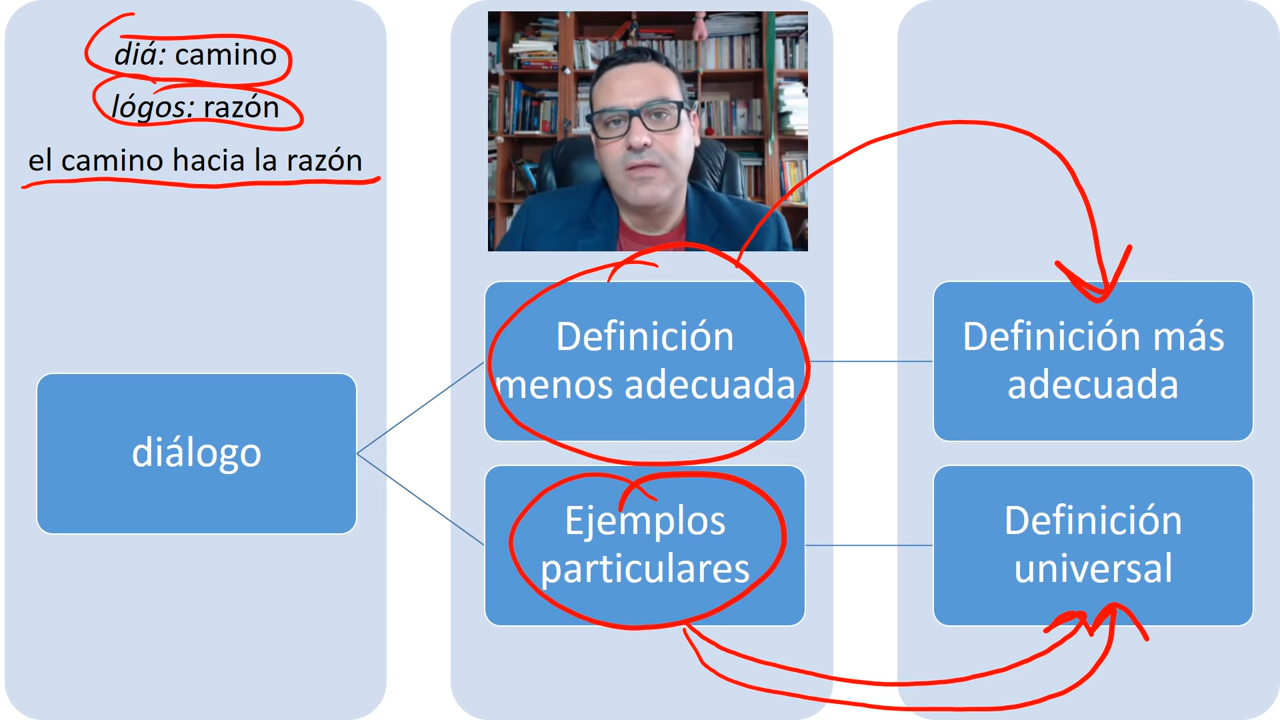 diá: camino
lógos: razón
el camino hacia la razón
diálogo
Definición
menos adecuada
Ejemplos
particulares
Definición más
adecuada
Definición
universal